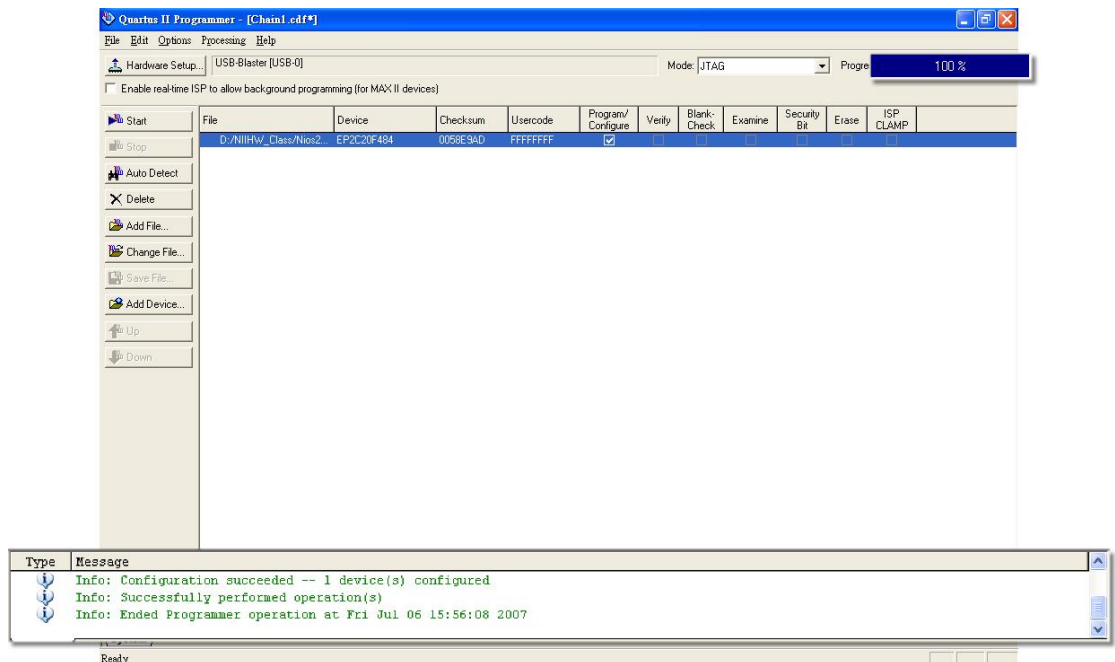 Quartus II Programmer - [Chain1.cdf*]
File Edit Options Processing Help
Hardware Setup... USB-Blaster [USB-0] Mode: JTAG Progre 100 %
Enable real-time ISP to allow background programming (for MAX II devices)
Start
Stop
Auto Detect
Delete
Add File...
Change File...
Save File...
Add Device...
Up
Down
File Device Checksum Usercode Program/ Configure Verify Blank- Check Examine Security Bit Erase ISP CLAMP
D:/NIIHW_Class/Nios2... EP2C20F484 0058E9AD FFFFFFFF
Type Message
Info: Configuration succeeded -- 1 device(s) configured
Info: Successfully performed operation(s)
Info: Ended Programmer operation at Fri Jul 06 15:56:08 2007
Ready